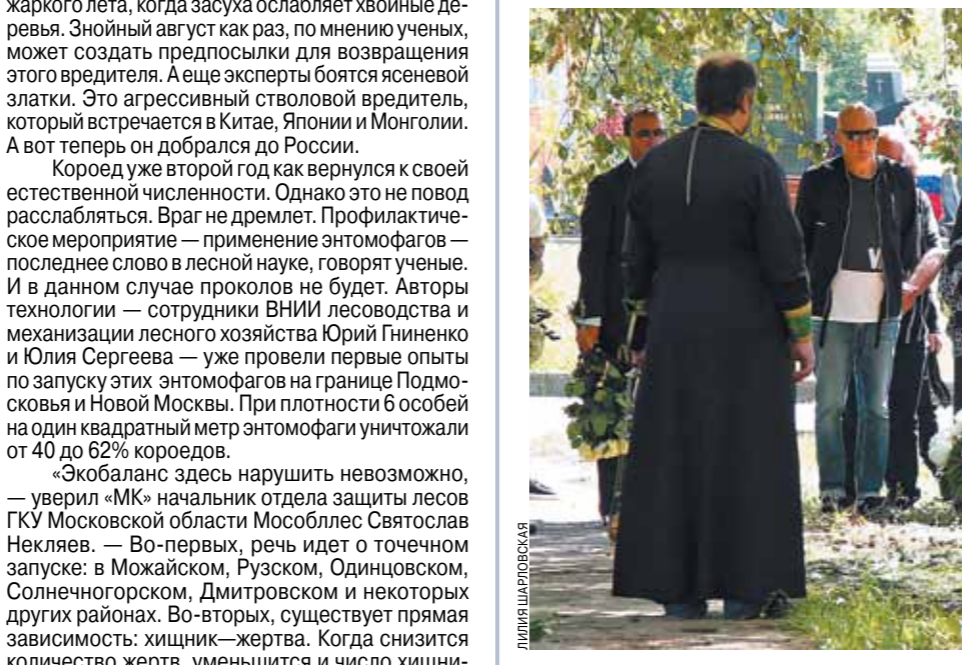 жаркого лета, когда засуха ослабляет хвойные де-
ревья. Знойный август как раз, по мнению ученых,
может создать предпосылки для возвращения
этого вредителя. А еще эксперты боятся ясеневой
златки. Это агрессивный стволовой вредитель,
который встречается в Китае, Японии и Монголии.
А вот теперь он добрался до России.
Короед уже второй год как вернулся к своей
естественной численности. Однако это не повод
расслабляться. Враг не дремлет. Профилактиче-
ское мероприятие — применение энтомофагов —
последнее слово в лесной науке, говорят ученые.
И в данном случае проколов не будет. Авторы
технологии — сотрудники ВНИИ лесоводства и
механизации лесного хозяйства Юрий Гниненко
и Юлия Сергеева — уже провели первые опыты
по запуску этих энтомофагов на границе Подмо-
сковья и Новой Москвы. При плотности 6 особей
на один квадратный метр энтомофаги уничтожали
от 40 до 62% короедов.
«Экобаланс здесь нарушить невозможно,
— уверил «МК» начальник отдела защиты лесов
ГКУ Московской области Мособллес Святослав
Некляев. — Во-первых, речь идет о точечном
запуске: в Можайском, Рузском, Одинцовском,
Солнечногорском, Дмитровском и некоторых
других районах. Во-вторых, существует прямая
зависимость: хищник—жертва. Когда снизится
количество жертв, уменьшится и число хищни-
ЛИЛИЯ ШАРЛОВСКАЯ